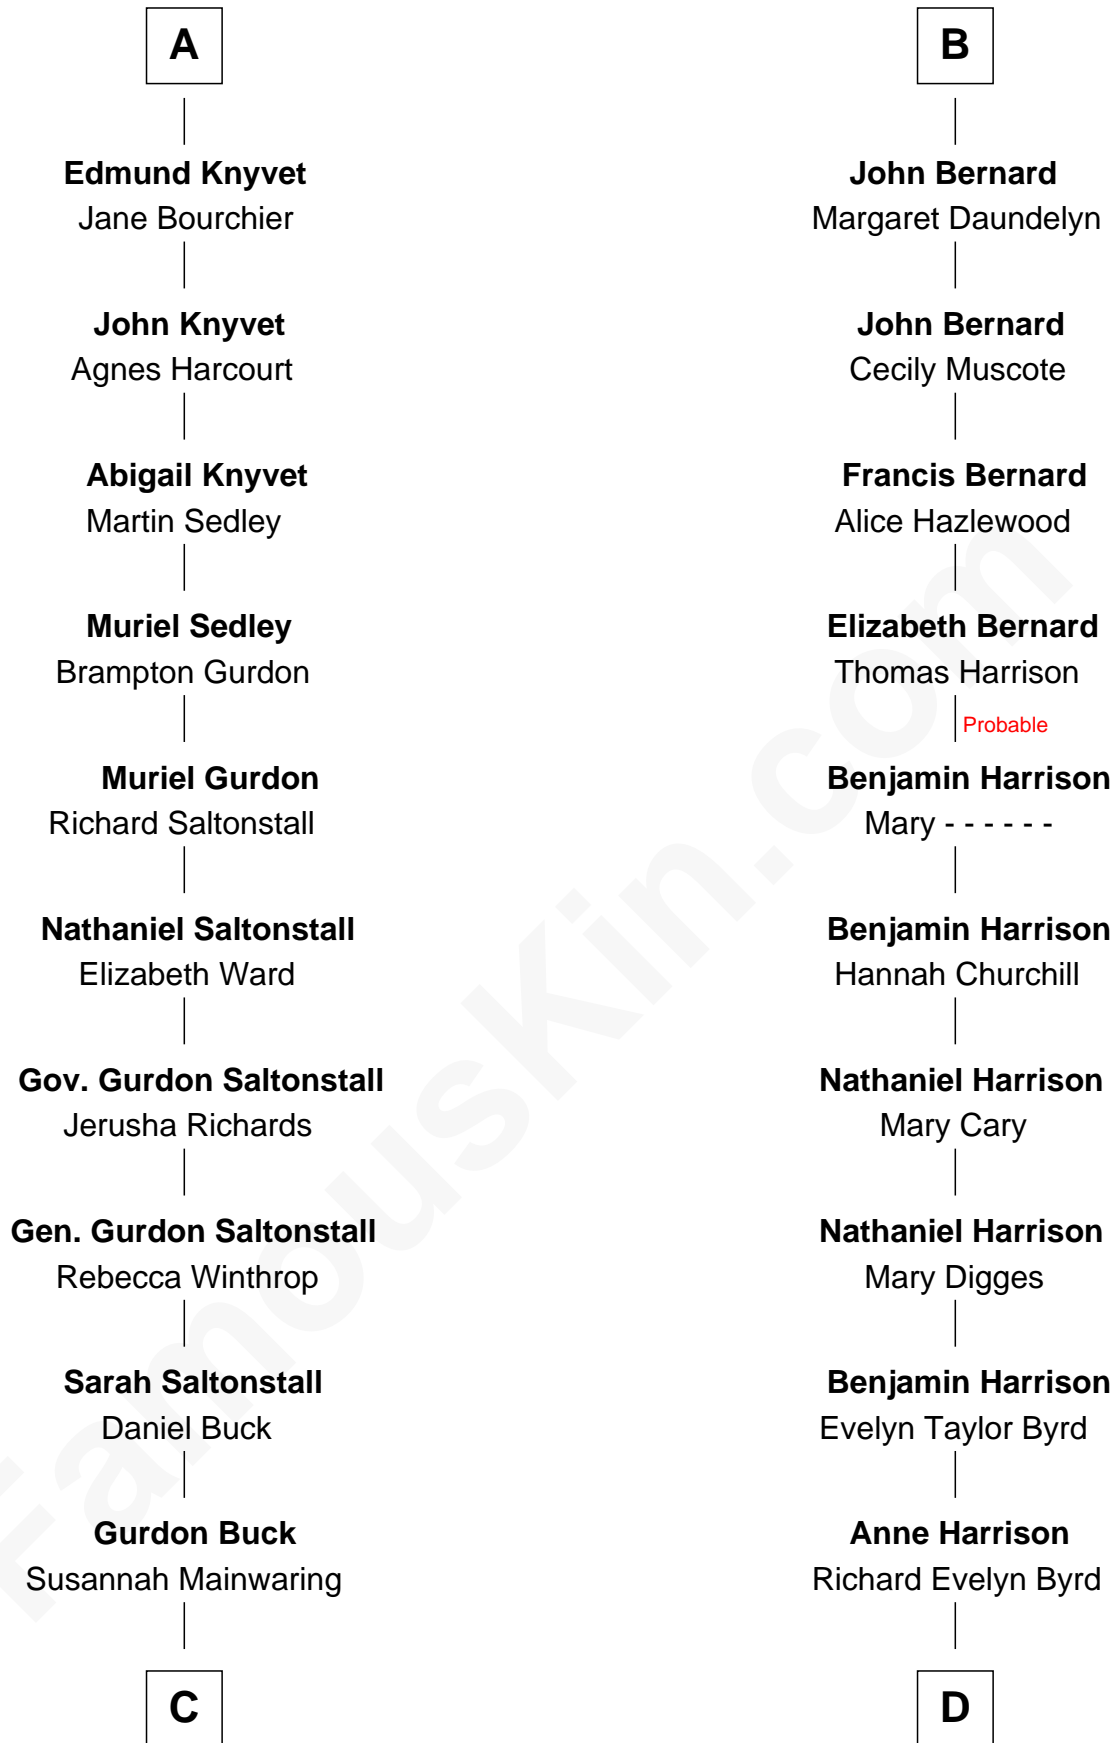 A
Edmund Knyvet
Jane Bourchier
John Knyvet
Agnes Harcourt
Abigail Knyvet
Martin Sedley
Muriel Sedley
Brampton Gurdon
Muriel Gurdon
Richard Saltonstall
Nathaniel Saltonstall
Elizabeth Ward
Gov. Gurdon Saltonstall
Jerusha Richards
Gen. Gurdon Saltonstall
Rebecca Winthrop
Sarah Saltonstall
Daniel Buck
Gurdon Buck
Susannah Mainwaring
C
B
John Bernard
Margaret Daundelyn
John Bernard
Cecily Muscote
Francis Bernard
Alice Hazlewood
Elizabeth Bernard
Thomas Harrison
Probable
Benjamin Harrison
Mary - - - - - -
Benjamin Harrison
Hannah Churchill
Nathaniel Harrison
Mary Cary
Nathaniel Harrison
Mary Digges
Benjamin Harrison
Evelyn Taylor Byrd
Anne Harrison
Richard Evelyn Byrd
D
FamousKin.com